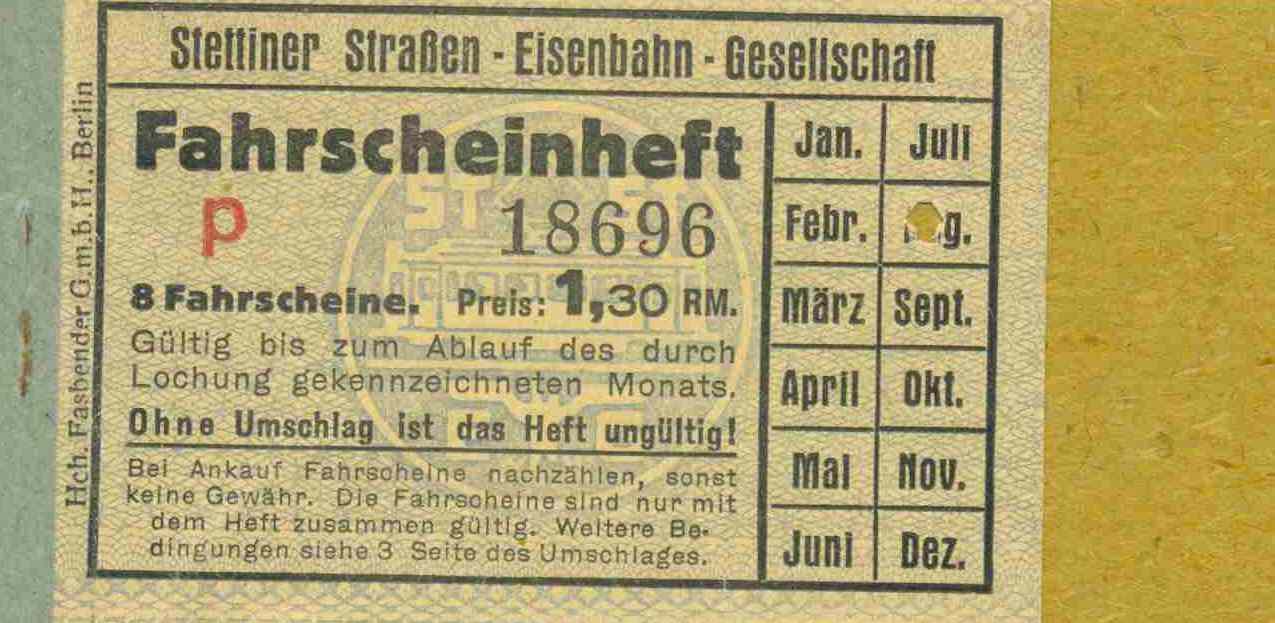 Stettiner Straßen - Eisenbahn - Gesellschaft
Fahrscheinheft
p 18696
8 Fahrscheine. Preis: 1,30 RM.
Gültig bis zum Ablauf des durch
Lochung gekennzeichneten Monats.
Ohne Umschlag ist das Heft ungültig!
Bei Ankauf Fahrscheine nachzählen, sonst
keine Gewähr. Die Fahrscheine sind nur mit
dem Heft zusammen gültig. Weitere Be-
dingungen siehe 3 Seite des Umschlages.
Jan. Juli
Febr.
März Sept.
April Okt.
Mai Nov.
Juni Dez.
Hch. Fasbender G.m.b.H., Berlin
ST ST